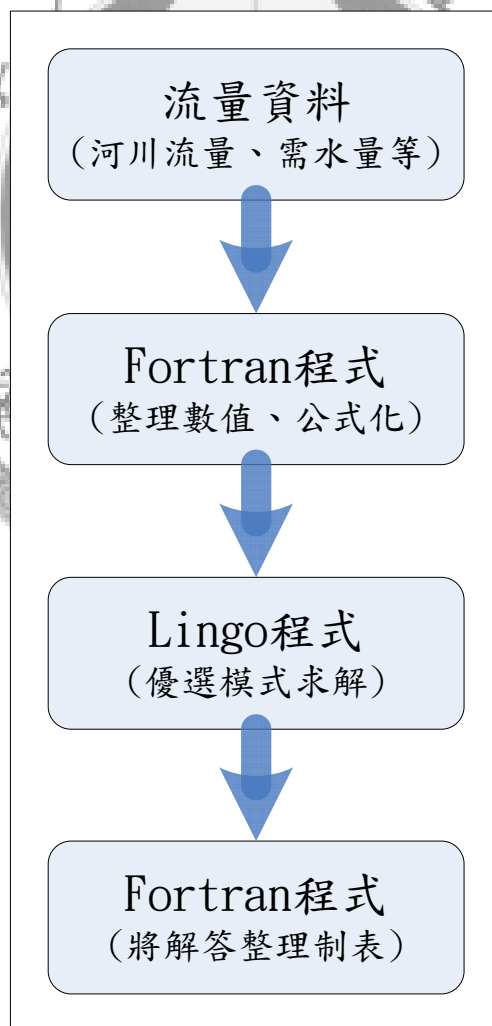 流量資料
（河川流量、需水量等）
Fortran程式
（整理數值、公式化）
Lingo程式
（優選模式求解）
Fortran程式
（將解答整理制表）